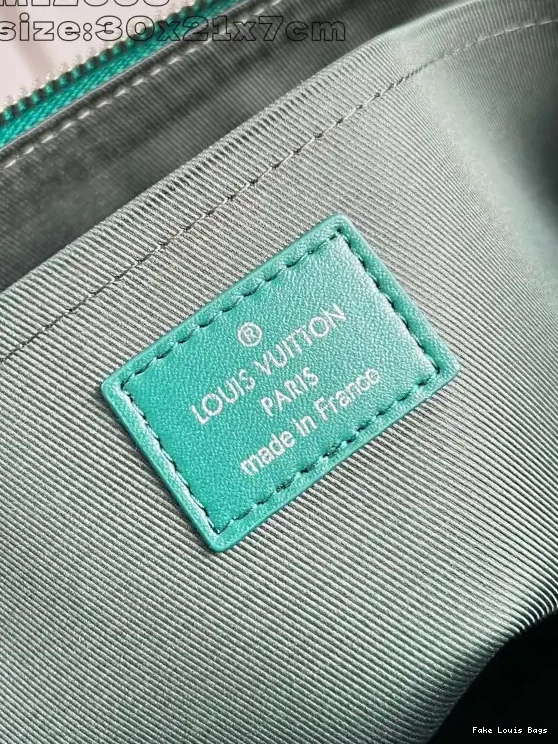 size:30x21x7cm
®
LOUIS VUITTON
PARIS
made in France
Fake Louis Bags